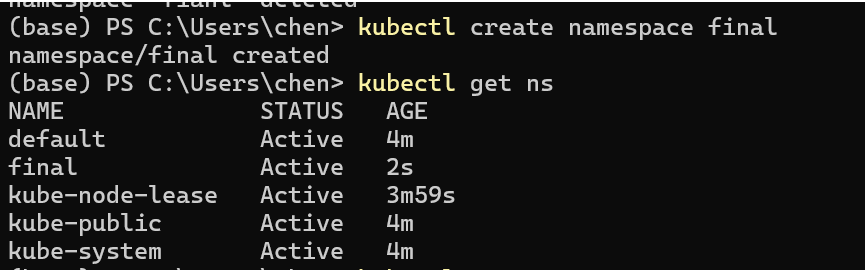 (base) PS C:\Users\chen> kubectl create namespace final
namespace/final created
(base) PS C:\Users\chen> kubectl get ns
NAME              STATUS   AGE
default           Active   4m
final             Active   2s
kube-node-lease   Active   3m59s
kube-public       Active   4m
kube-system       Active   4m